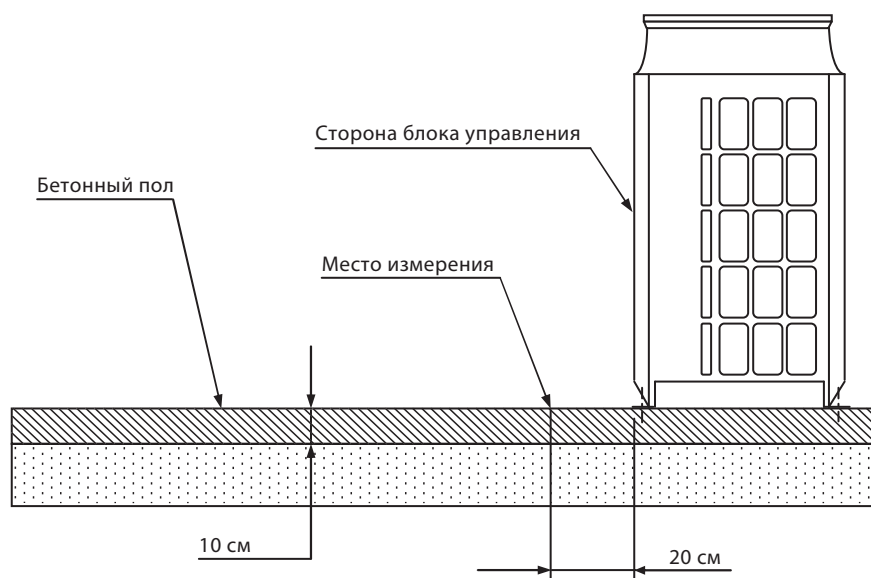 Сторона блока управления
Бетонный пол
Место измерения
10 см
20 см